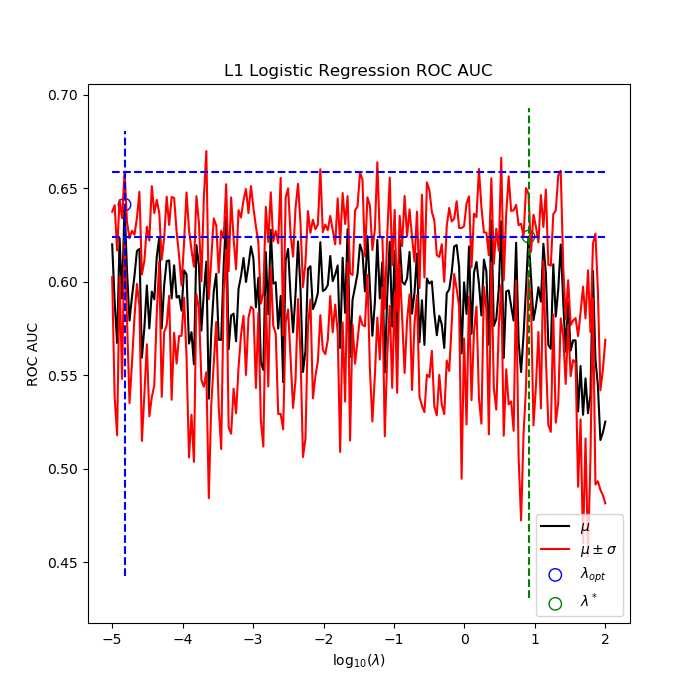 L1 Logistic Regression ROC AUC
0.70
0.65
0.60
0.55
0.50
0.45
ROC AUC
−5 −4 −3 −2 −1 0 1 2
log₁₀(λ)
μ
μ ± σ
λ_opt
λ*